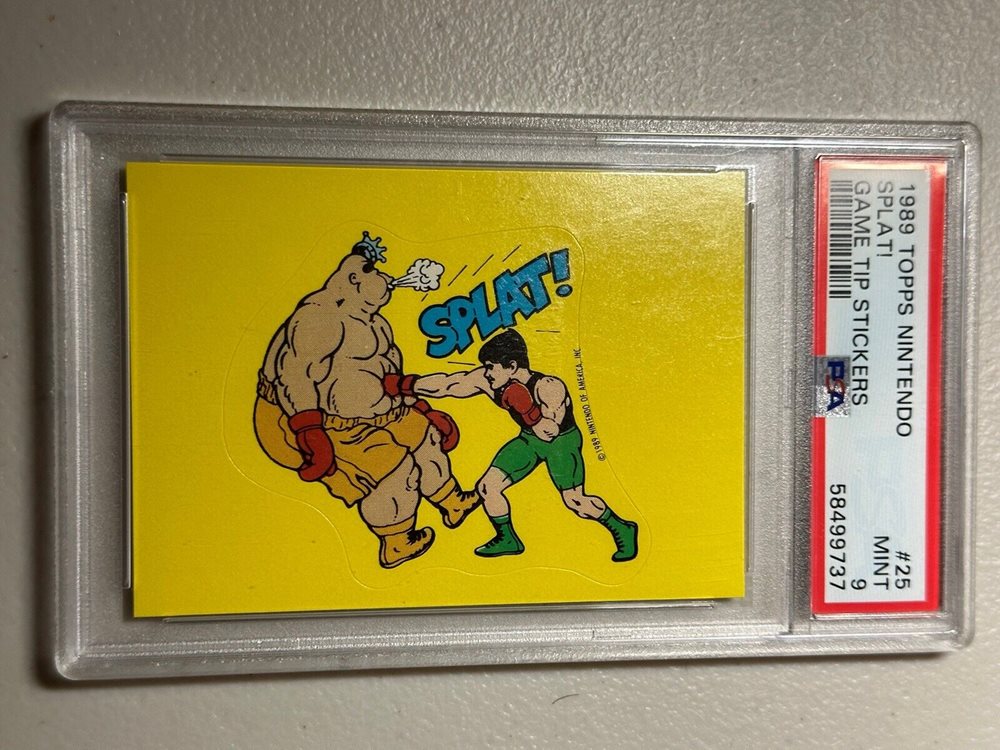 1989 TOPPS NINTENDO #25
SPLAT! MINT
GAME TIP STICKERS 9
PSA 58499737
SPLAT!
©1989 NINTENDO OF AMERICA, INC.